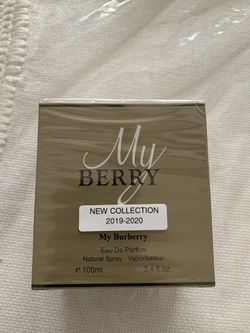 My
BERRY
NEW COLLECTION
2019-2020
My Burberry
Eau De Parfum
Natural Spray - Vaporisateur
e 100ml 3.4 fl.oz.